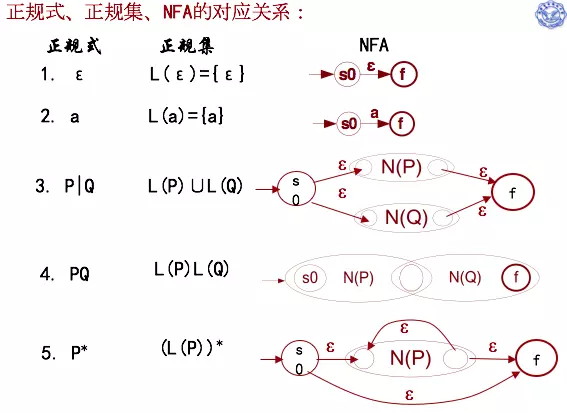 正规式、正规集、NFA的对应关系：
正规式 正规集 NFA
1. ε L(ε)={ε} s0 ε f
2. a L(a)={a} s0 a f
3. P|Q L(P)∪L(Q) s0 ε N(P) ε ε N(Q) ε f
4. PQ L(P)L(Q) s0 N(P) N(Q) f
5. P* (L(P))* s0 ε ε N(P) ε f ε